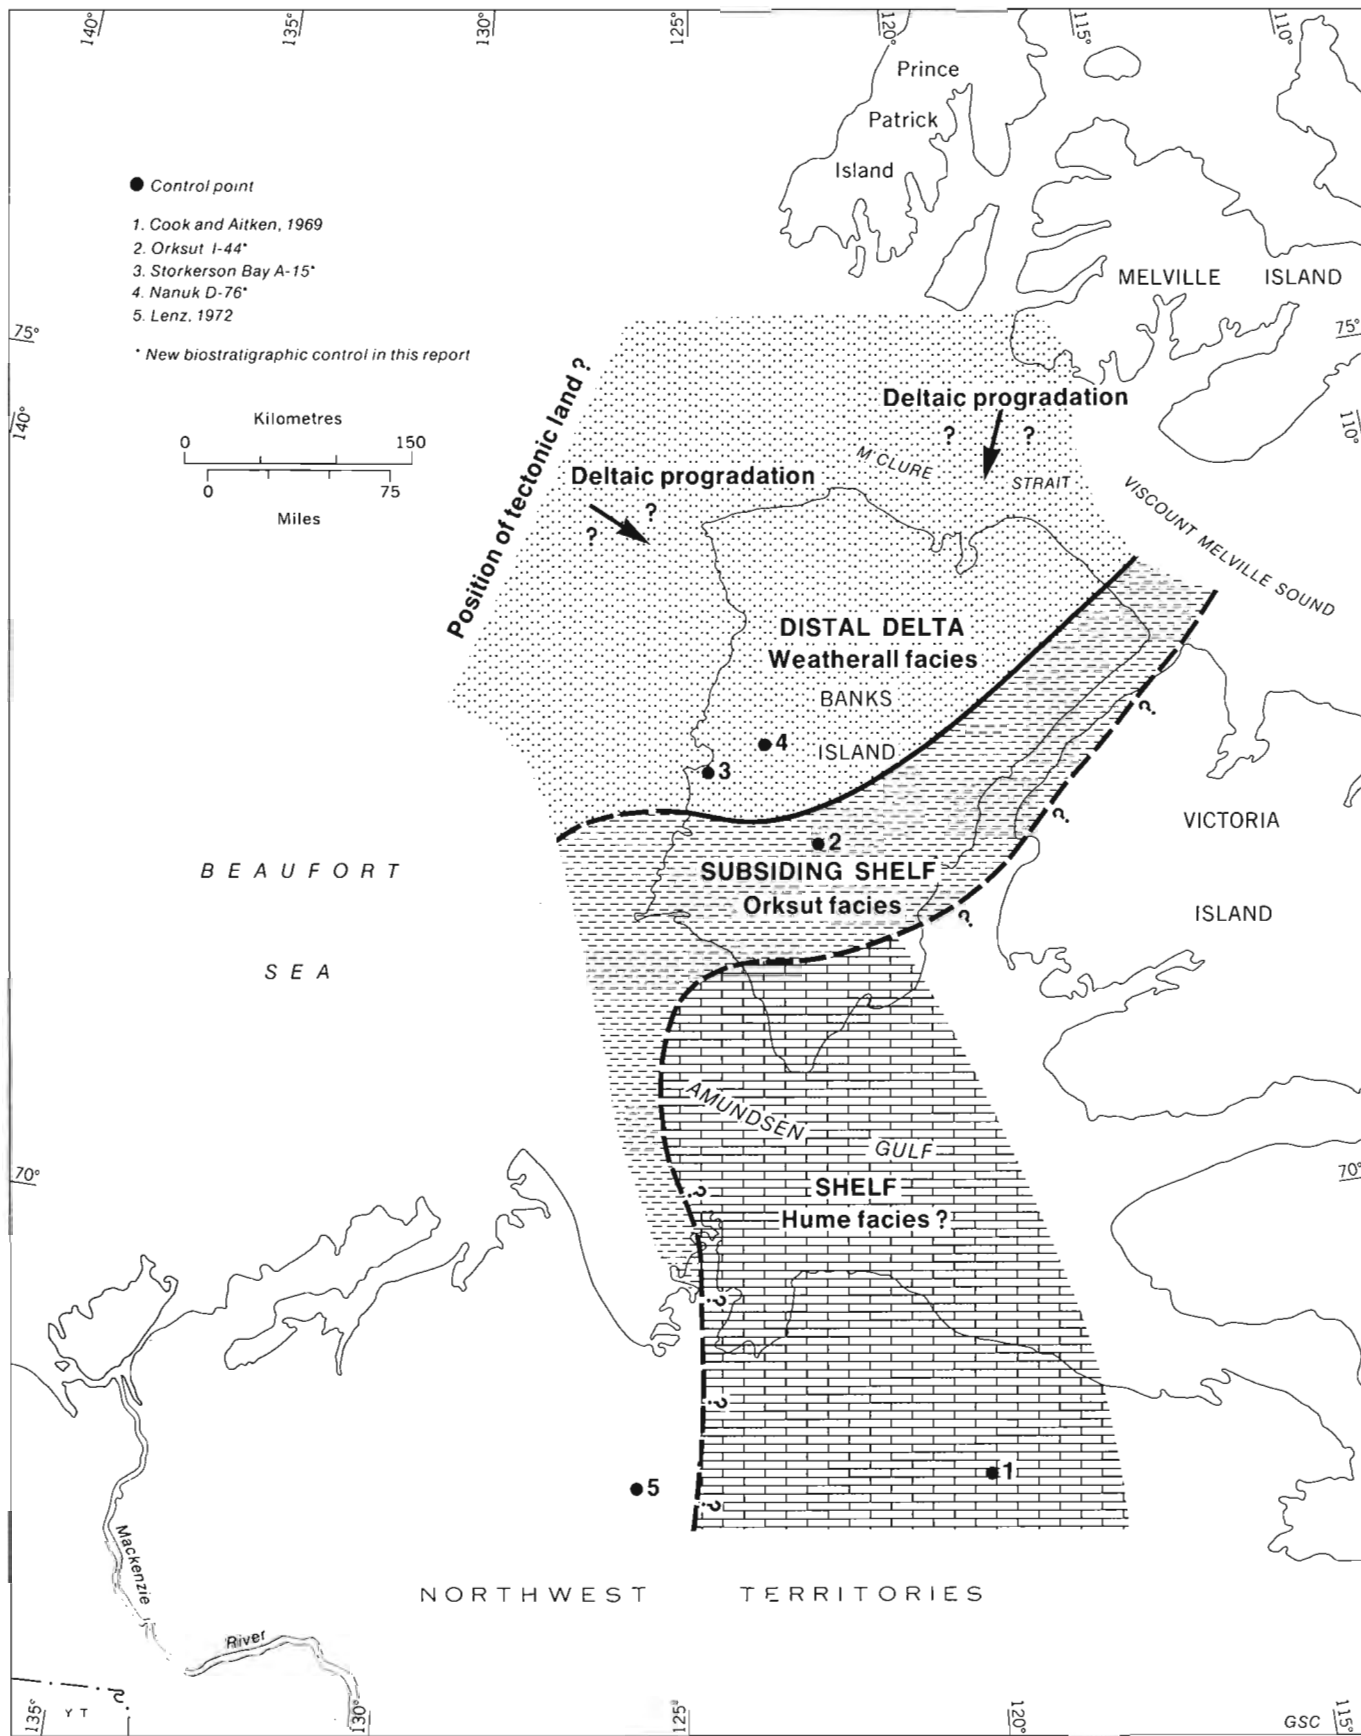 140°
135°
130°
125°
120°
115°
110°
Prince
Patrick
Island
● Control point
1. Cook and Aitken, 1969
2. Orksut I-44*
3. Storkerson Bay A-15*
4. Nanuk D-76*
5. Lenz, 1972
* New biostratigraphic control in this report
MELVILLE ISLAND
75°
75°
Kilometres
0 150
0 75
Miles
140°
110°
Position of tectonic land ?
Deltaic progradation
? ?
Deltaic progradation
? ?
M'CLURE
STRAIT
VISCOUNT MELVILLE SOUND
DISTAL DELTA
Weatherall facies
BANKS
ISLAND
4
3
?
?
VICTORIA
ISLAND
2
SUBSIDING SHELF
Orksut facies
?
BEAUFORT
SEA
AMUNDSEN
GULF
70°
70°
SHELF
Hume facies ?
?
?
?
?
1
5
Mackenzie
River
NORTHWEST TERRITORIES
Y T
135°
130°
125°
120°
GSC
115°